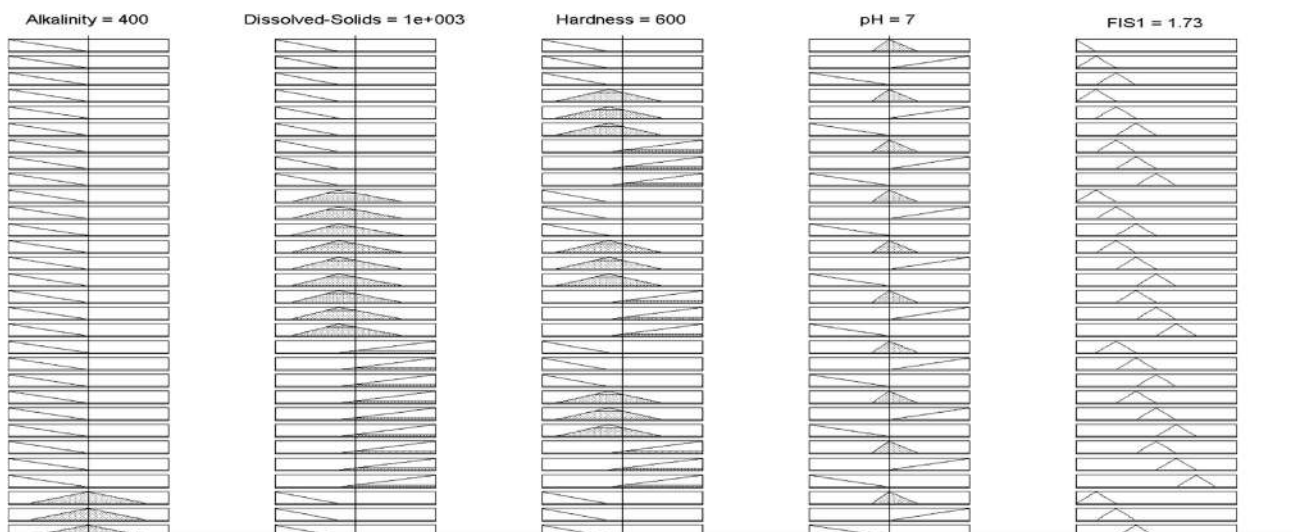 Alkalinity = 400
Dissolved-Solids = 1e+003
Hardness = 600
pH = 7
FIS1 = 1.73